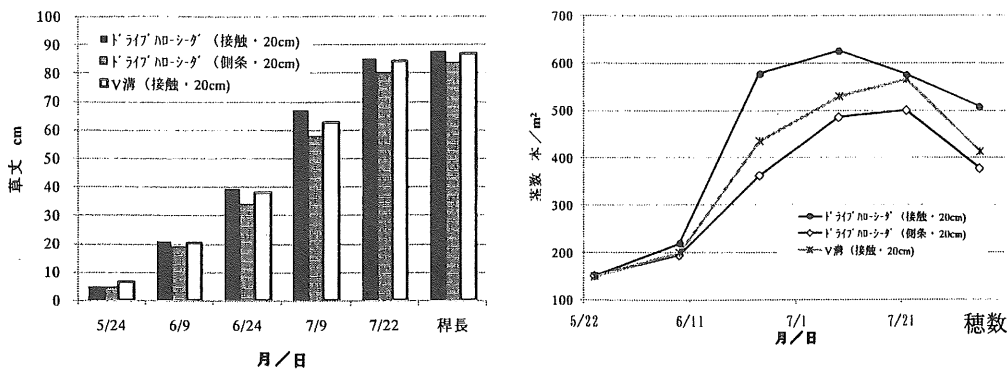 100
90
80
70
60
50
40
30
20
10
0
草丈 cm
ﾄﾞﾗｲﾌﾞﾊﾛｰｼｰﾀﾞ（接触・20cm)
ﾄﾞﾗｲﾌﾞﾊﾛｰｼｰﾀﾞ（側条・20cm)
V溝（接触・20cm)
5/24 6/9 6/24 7/9 7/22 稈長
月／日
700
600
500
400
300
200
100
茎数 本／m²
ﾄﾞﾗｲﾌﾞﾊﾛｰｼｰﾀﾞ（接触・20cm)
ﾄﾞﾗｲﾌﾞﾊﾛｰｼｰﾀﾞ（側条・20cm)
V溝（接触・20cm)
5/22 6/11 7/1 7/21 穂数
月／日